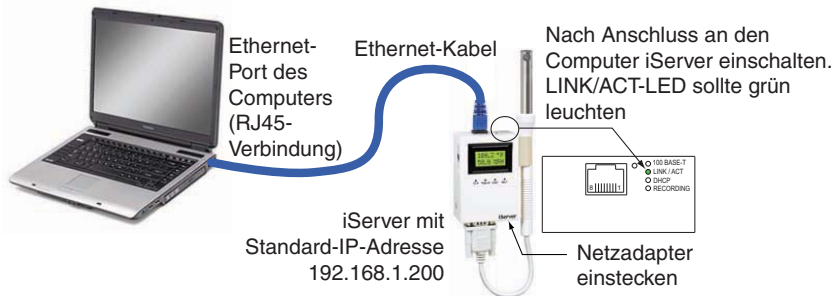 Ethernet-
Port des
Computers
(RJ45-
Verbindung)
Ethernet-Kabel
Nach Anschluss an den
Computer iServer einschalten.
LINK/ACT-LED sollte grün
leuchten
100 BASE-T
LINK / ACT
DHCP
RECORDING
8 1
iServer
iServer mit
Standard-IP-Adresse
192.168.1.200
Netzadapter
einstecken